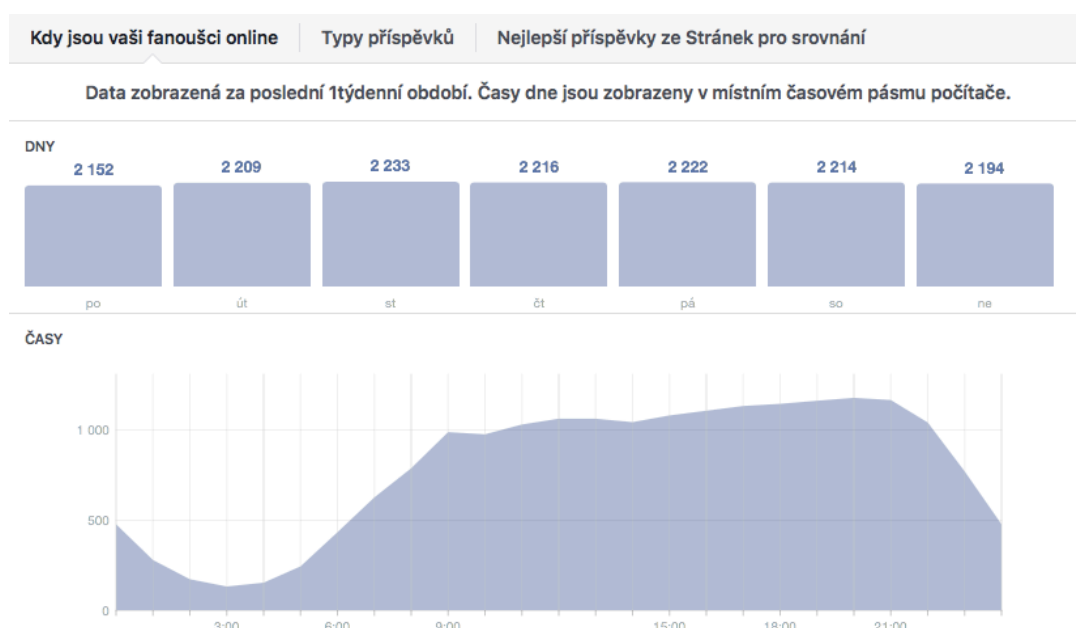 Kdy jsou vaši fanoušci online Typy příspěvků Nejlepší příspěvky ze Stránek pro srovnání
Data zobrazená za poslední 1týdenní období. Časy dne jsou zobrazeny v místním časovém pásmu počítače.
DNY
2 152 2 209 2 233 2 216 2 222 2 214 2 194
po út st čt pá so ne
ČASY
1 000
500
0
3:00 6:00 9:00 15:00 18:00 21:00